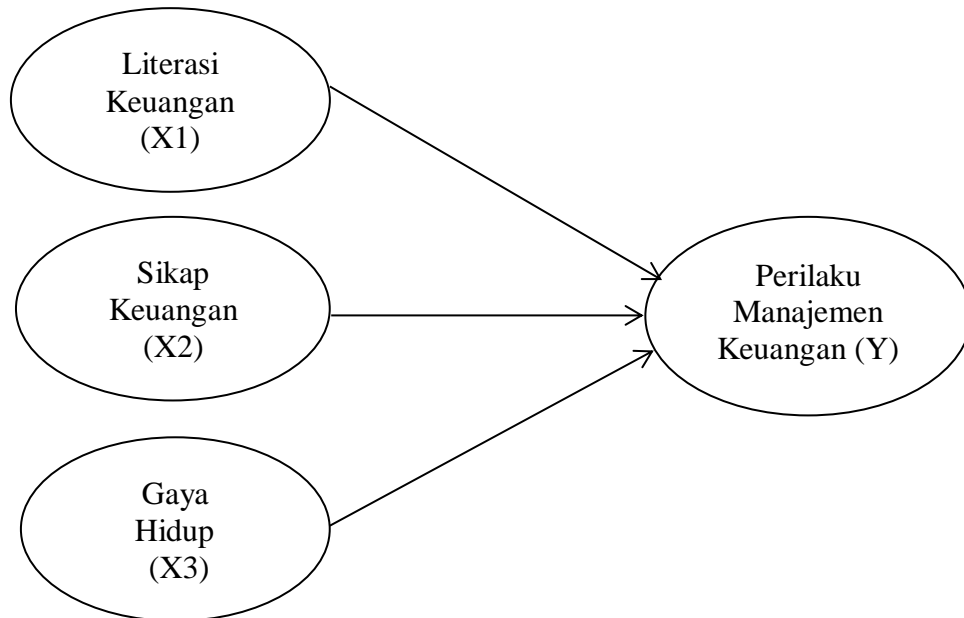 Literasi
Keuangan
(X1)
Sikap
Keuangan
(X2)
Gaya
Hidup
(X3)
Perilaku
Manajemen
Keuangan (Y)